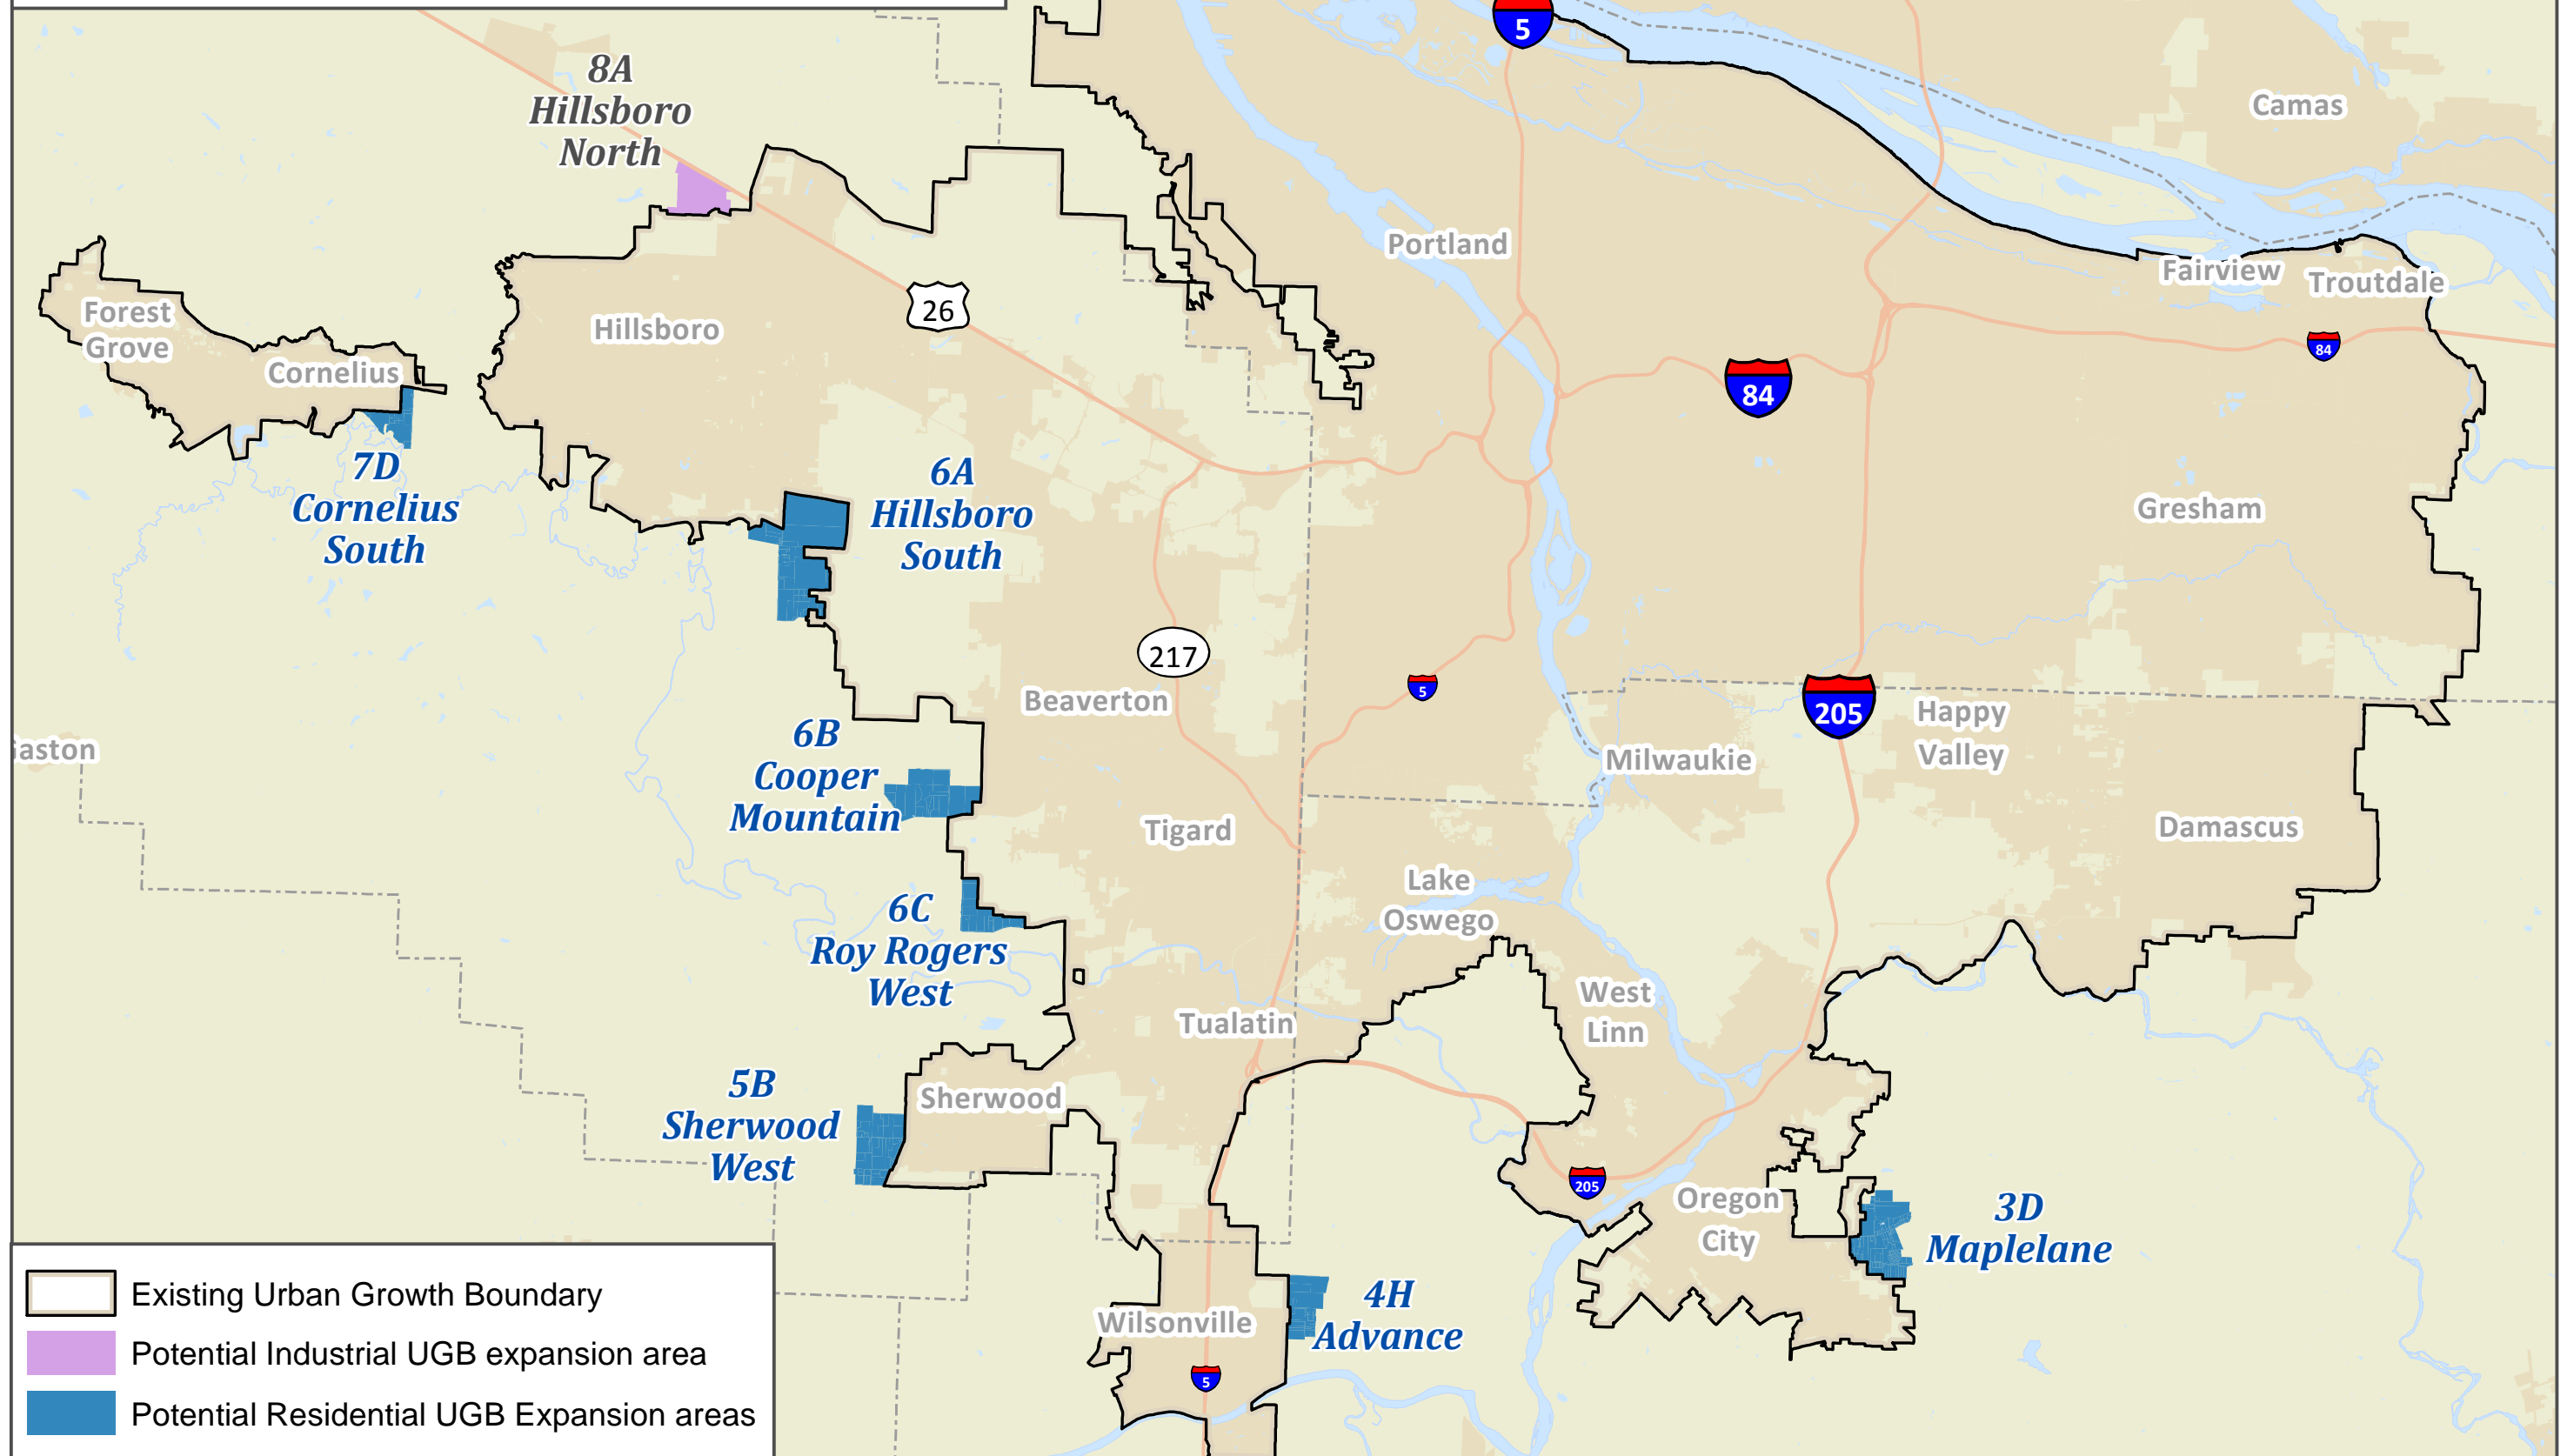 5
8A
Hillsboro
North
Camas
Portland
Fairview
Troutdale
Forest
Grove
26
Hillsboro
84
Cornelius
84
7D
Cornelius
South
6A
Hillsboro
South
Gresham
217
5
Beaverton
205
Happy
Valley
aston
6B
Cooper
Mountain
Milwaukie
Tigard
Damascus
Lake
Oswego
6C
Roy Rogers
West
West
Linn
Tualatin
5B
Sherwood
West
Sherwood
205
Oregon
City
3D
Maplelane
4H
Advance
Wilsonville
5
Existing Urban Growth Boundary
Potential Industrial UGB expansion area
Potential Residential UGB Expansion areas